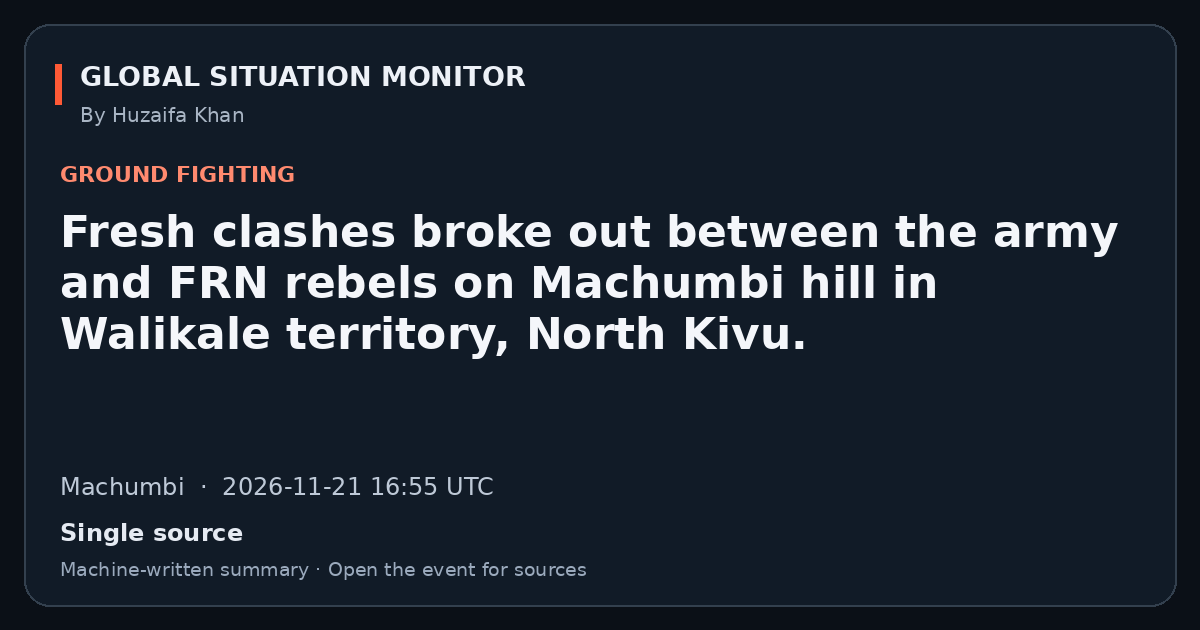 GLOBAL SITUATION MONITOR
By Huzaifa Khan
GROUND FIGHTING
Fresh clashes broke out between the army
and FRN rebels on Machumbi hill in
Walikale territory, North Kivu.
Machumbi · 2026-11-21 16:55 UTC
Single source
Machine-written summary · Open the event for sources